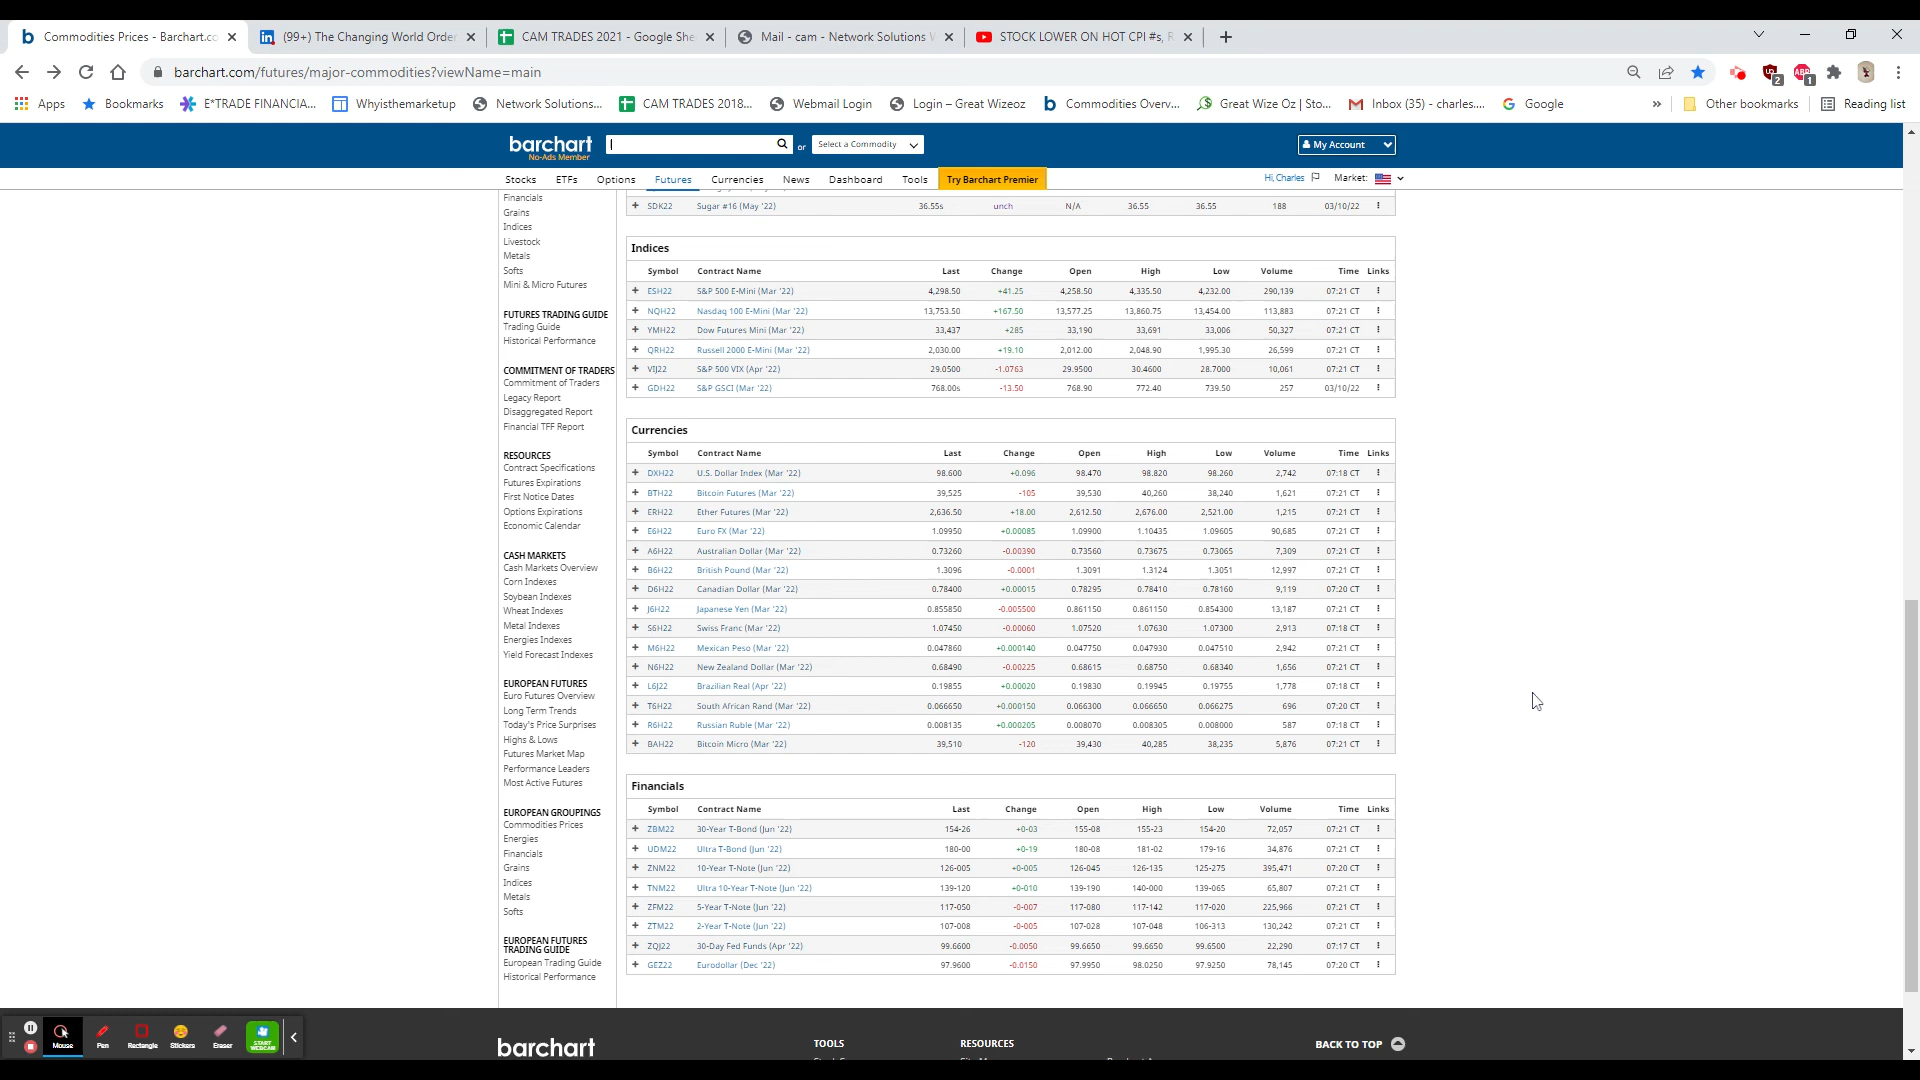 Commodities Prices - Barchart.co
(99+) The Changing World Order
CAM TRADES 2021 - Google She
Mail - cam - Network Solutions
STOCK LOWER ON HOT CPI #s, R
barchart.com/futures/major-commodities?viewName=main
Apps Bookmarks E*TRADE FINANCIA... Whyisthemarketup Network Solutions... CAM TRADES 2018... Webmail Login Login – Great Wizeoz Commodities Overv... Great Wize Oz | Sto... Inbox (35) - charles.... Google » Other bookmarks Reading list
barchart
No-Ads Member
or
Select a Commodity
My Account
Stocks ETFs Options Futures Currencies News Dashboard Tools Try Barchart Premier
Hi, Charles Market:
Financials
Grains
Indices
Livestock
Metals
Softs
Mini & Micro Futures
FUTURES TRADING GUIDE
Trading Guide
Historical Performance
COMMITMENT OF TRADERS
Commitment of Traders
Legacy Report
Disaggregated Report
Financial TFF Report
RESOURCES
Contract Specifications
Futures Expirations
First Notice Dates
Options Expirations
Economic Calendar
CASH MARKETS
Cash Markets Overview
Corn Indexes
Soybean Indexes
Wheat Indexes
Metal Indexes
Energies Indexes
Yield Forecast Indexes
EUROPEAN FUTURES
Euro Futures Overview
Long Term Trends
Today's Price Surprises
Highs & Lows
Futures Market Map
Performance Leaders
Most Active Futures
EUROPEAN GROUPINGS
Commodities Prices
Energies
Financials
Grains
Indices
Metals
Softs
EUROPEAN FUTURES
TRADING GUIDE
European Trading Guide
Historical Performance
+ SDK22 Sugar #16 (May '22) 36.55s unch N/A 36.55 36.55 188 03/10/22
Indices
Symbol Contract Name Last Change Open High Low Volume Time Links
+ ESH22 S&P 500 E-Mini (Mar '22) 4,298.50 +41.25 4,258.50 4,335.50 4,232.00 290,139 07:21 CT
+ NQH22 Nasdaq 100 E-Mini (Mar '22) 13,753.50 +167.50 13,577.25 13,860.75 13,454.00 113,883 07:21 CT
+ YMH22 Dow Futures Mini (Mar '22) 33,437 +285 33,190 33,691 33,006 50,327 07:21 CT
+ QRH22 Russell 2000 E-Mini (Mar '22) 2,030.00 +19.10 2,012.00 2,048.90 1,995.30 26,599 07:21 CT
+ VIJ22 S&P 500 VIX (Apr '22) 29.0500 -1.0763 29.9500 30.4600 28.7000 10,061 07:21 CT
+ GDH22 S&P GSCI (Mar '22) 768.00s -13.50 768.90 772.40 739.50 257 03/10/22
Currencies
Symbol Contract Name Last Change Open High Low Volume Time Links
+ DXH22 U.S. Dollar Index (Mar '22) 98.600 +0.096 98.470 98.820 98.260 2,742 07:18 CT
+ BTH22 Bitcoin Futures (Mar '22) 39,525 -105 39,530 40,260 38,240 1,621 07:21 CT
+ ERH22 Ether Futures (Mar '22) 2,636.50 +18.00 2,612.50 2,676.00 2,521.00 1,215 07:21 CT
+ E6H22 Euro FX (Mar '22) 1.09950 +0.00085 1.09900 1.10435 1.09605 90,685 07:21 CT
+ A6H22 Australian Dollar (Mar '22) 0.73260 -0.00390 0.73560 0.73675 0.73065 7,309 07:21 CT
+ B6H22 British Pound (Mar '22) 1.3096 -0.0001 1.3091 1.3124 1.3051 12,997 07:21 CT
+ D6H22 Canadian Dollar (Mar '22) 0.78400 +0.00015 0.78295 0.78410 0.78160 9,119 07:20 CT
+ J6H22 Japanese Yen (Mar '22) 0.855850 -0.005500 0.861150 0.861150 0.854300 13,187 07:21 CT
+ S6H22 Swiss Franc (Mar '22) 1.07450 -0.00060 1.07520 1.07630 1.07300 2,913 07:18 CT
+ M6H22 Mexican Peso (Mar '22) 0.047860 +0.000140 0.047750 0.047930 0.047510 2,942 07:21 CT
+ N6H22 New Zealand Dollar (Mar '22) 0.68490 -0.00225 0.68615 0.68750 0.68340 1,656 07:21 CT
+ L6J22 Brazilian Real (Apr '22) 0.19855 +0.00020 0.19830 0.19945 0.19755 1,778 07:18 CT
+ T6H22 South African Rand (Mar '22) 0.066650 +0.000150 0.066300 0.066650 0.066275 696 07:20 CT
+ R6H22 Russian Ruble (Mar '22) 0.008135 +0.000205 0.008070 0.008305 0.008000 587 07:18 CT
+ BAH22 Bitcoin Micro (Mar '22) 39,510 -120 39,430 40,285 38,235 5,876 07:21 CT
Financials
Symbol Contract Name Last Change Open High Low Volume Time Links
+ ZBM22 30-Year T-Bond (Jun '22) 154-26 +0-03 155-08 155-23 154-20 72,057 07:21 CT
+ UDM22 Ultra T-Bond (Jun '22) 180-00 +0-19 180-08 181-02 179-16 34,876 07:21 CT
+ ZNM22 10-Year T-Note (Jun '22) 126-005 +0-005 126-045 126-135 125-275 395,471 07:20 CT
+ TNM22 Ultra 10-Year T-Note (Jun '22) 139-120 +0-010 139-190 140-000 139-065 65,807 07:21 CT
+ ZFM22 5-Year T-Note (Jun '22) 117-050 -0-007 117-080 117-142 117-020 225,966 07:21 CT
+ ZTM22 2-Year T-Note (Jun '22) 107-008 -0-005 107-028 107-048 106-313 130,242 07:21 CT
+ ZQJ22 30-Day Fed Funds (Apr '22) 99.6600 -0.0050 99.6650 99.6650 99.6500 22,290 07:17 CT
+ GEZ22 Eurodollar (Dec '22) 97.9600 -0.0150 97.9950 98.0250 97.9250 78,145 07:20 CT
barchart
TOOLS RESOURCES BACK TO TOP
Mouse Pen Rectangle Stickers Eraser START WEBCAM